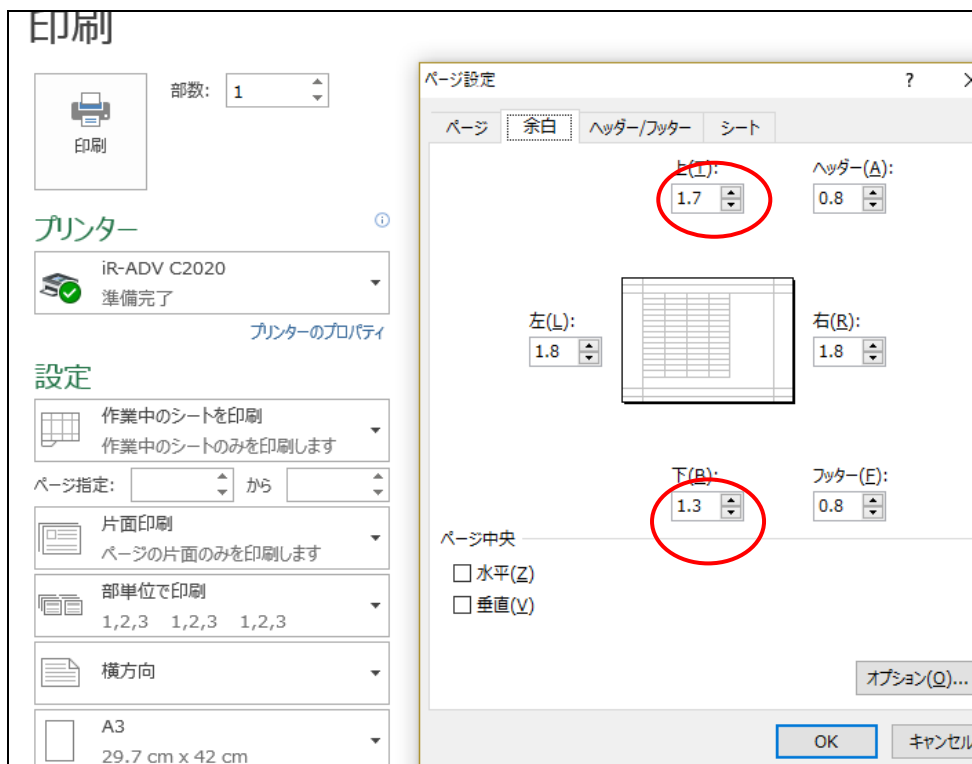 印刷
部数: 1
印刷
プリンター
iR-ADV C2020
準備完了
プリンターのプロパティ
設定
作業中のシートを印刷
作業中のシートのみを印刷します
ページ指定: から
片面印刷
ページの片面のみを印刷します
部単位で印刷
1,2,3 1,2,3 1,2,3
横方向
A3
29.7 cm x 42 cm
ページ設定 ?
ページ 余白 ヘッダー/フッター シート
上(T): ヘッダー(A):
1.7 0.8
左(L): 右(R):
1.8 1.8
下(B): フッター(F):
1.3 0.8
ページ中央
水平(Z)
垂直(V)
オプション(O)...
OK キャンセル